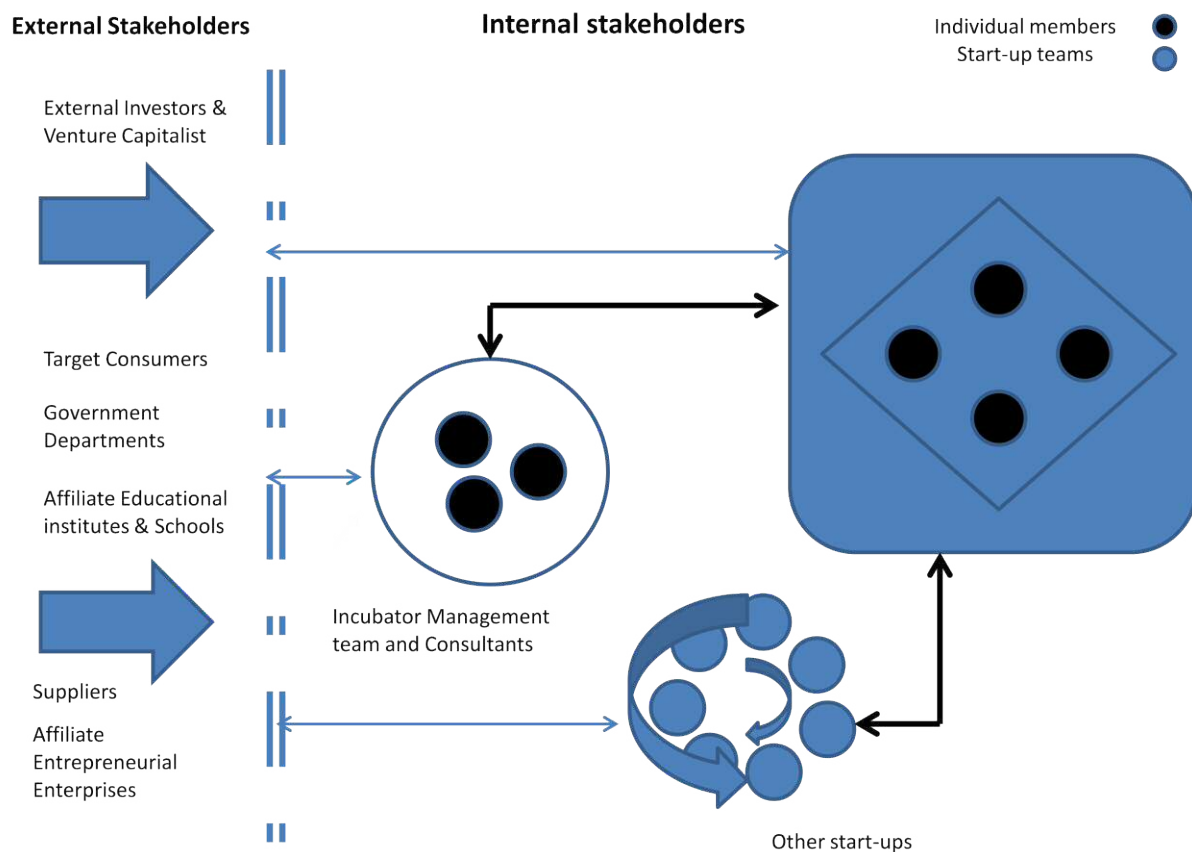 External Stakeholders
Internal stakeholders
Individual members
Start-up teams
External Investors &
Venture Capitalist
Target Consumers
Government
Departments
Affiliate Educational
institutes & Schools
Incubator Management
team and Consultants
Suppliers
Affiliate
Entrepreneurial
Enterprises
Other start-ups